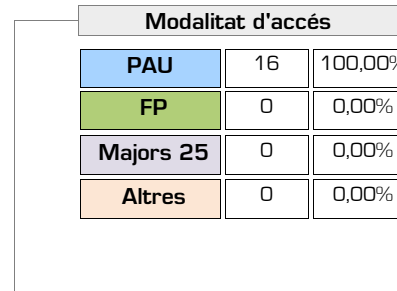 Modalitat d'accés
PAU 16 100,00%
FP 0 0,00%
Majors 25 0 0,00%
Altres 0 0,00%